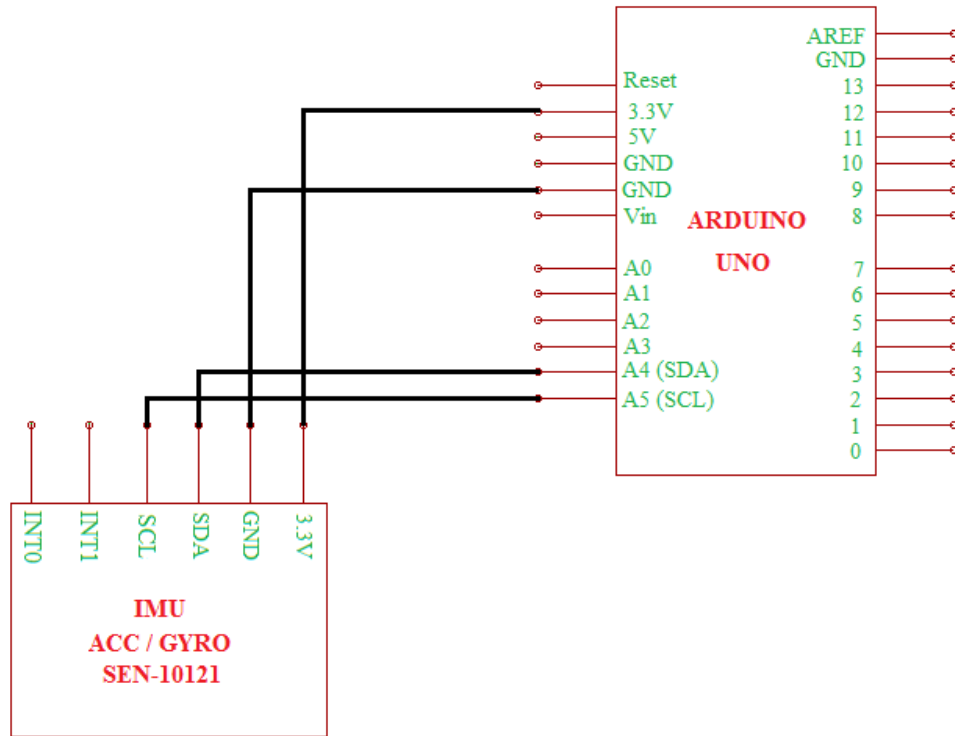 AREF
GND
13
12
11
10
9
8
7
6
5
4
3
2
1
0
Reset
3.3V
5V
GND
GND
Vin
A0
A1
A2
A3
A4 (SDA)
A5 (SCL)
ARDUINO
UNO
INT0
INT1
SCL
SDA
GND
3.3V
IMU
ACC / GYRO
SEN-10121